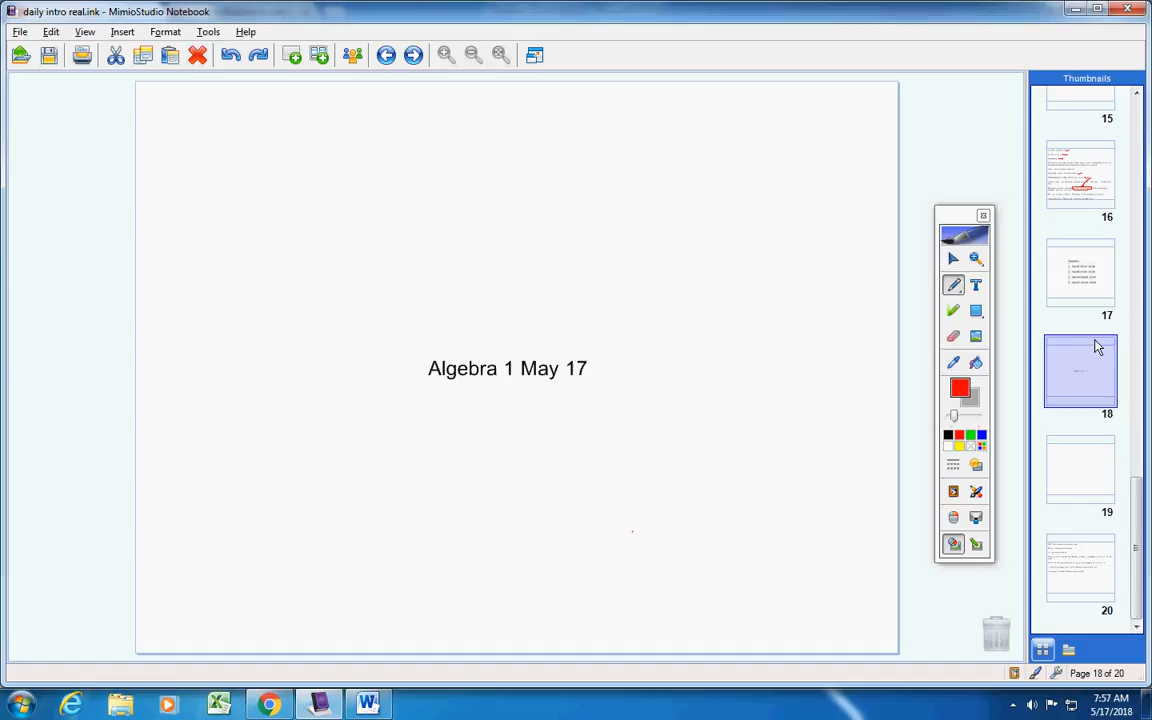 daily intro real.ink - MimioStudio Notebook
File Edit View Insert Format Tools Help
Thumbnails
15
16
17
18
19
20
Algebra 1 May 17
Page 18 of 20
7:57 AM
5/17/2018